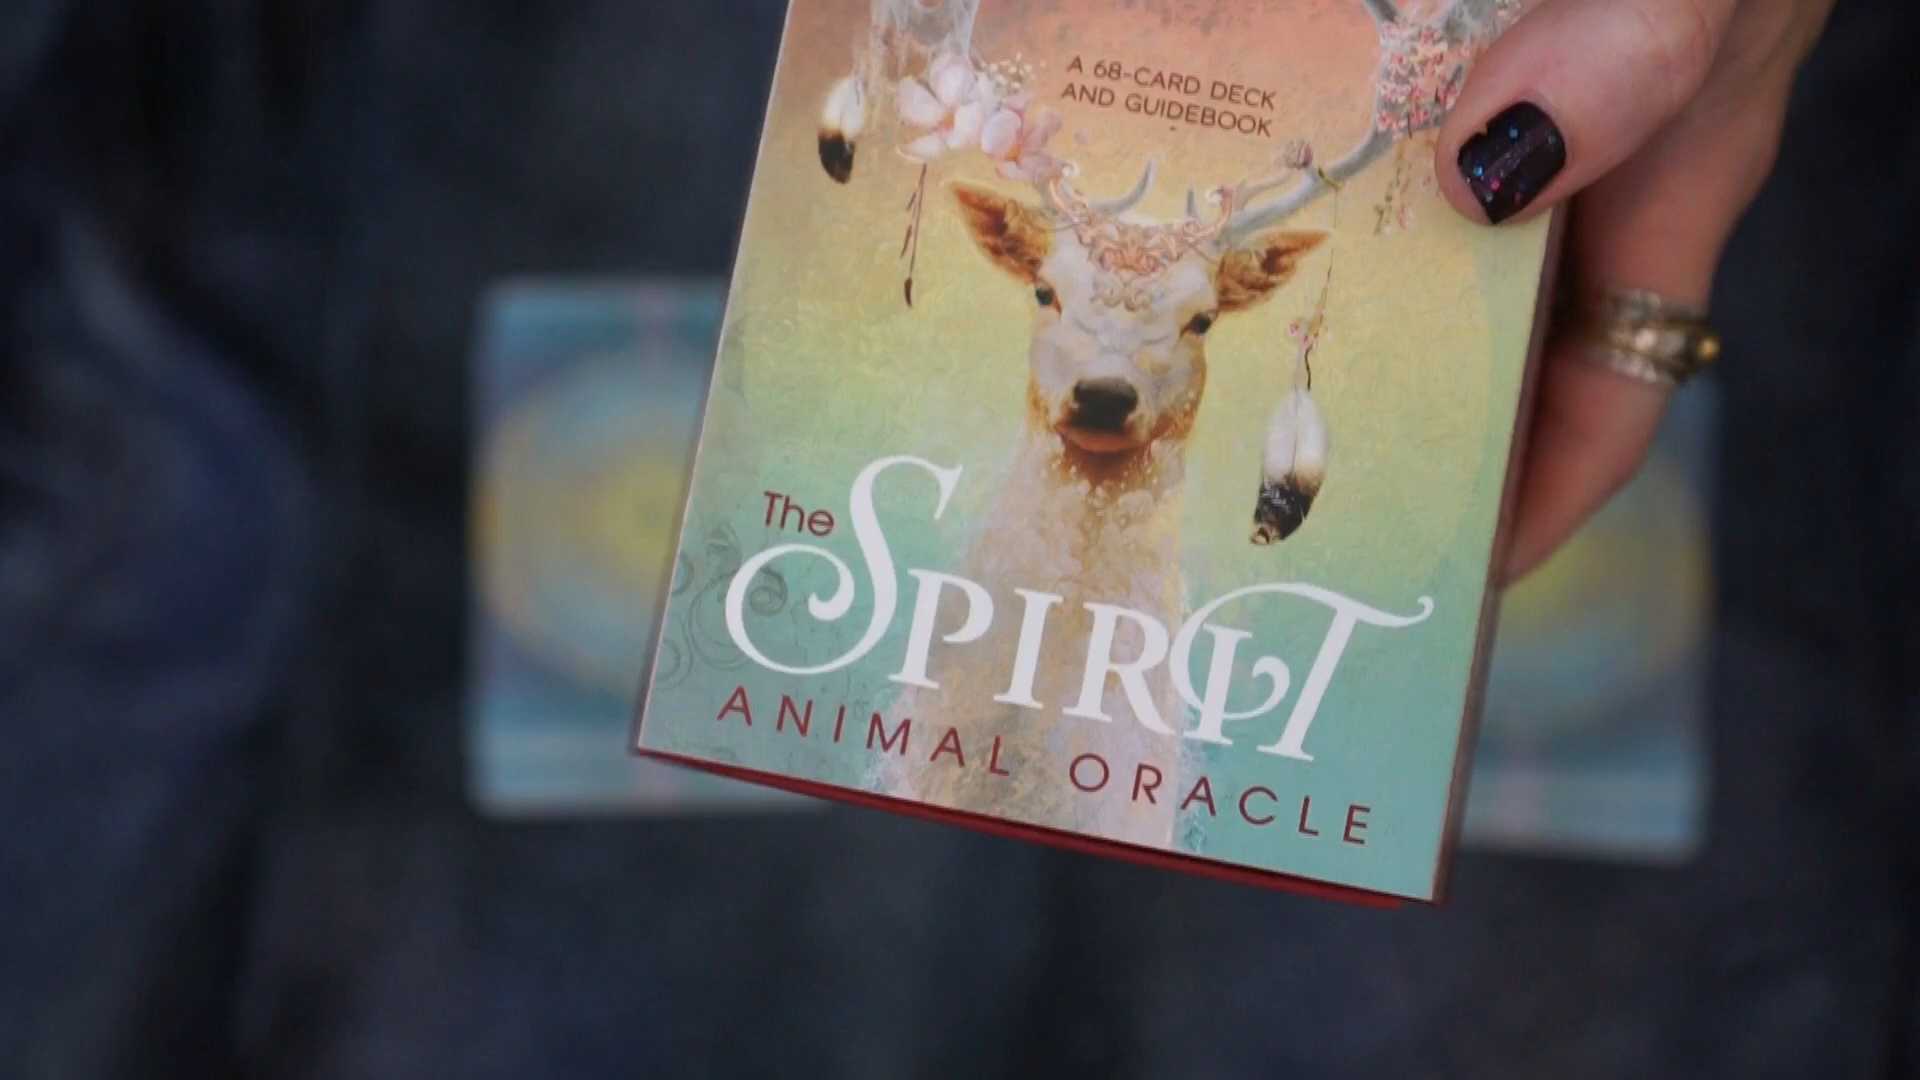 A 68-CARD DECK
AND GUIDEBOOK
The
SPIRIT
ANIMAL ORACLE